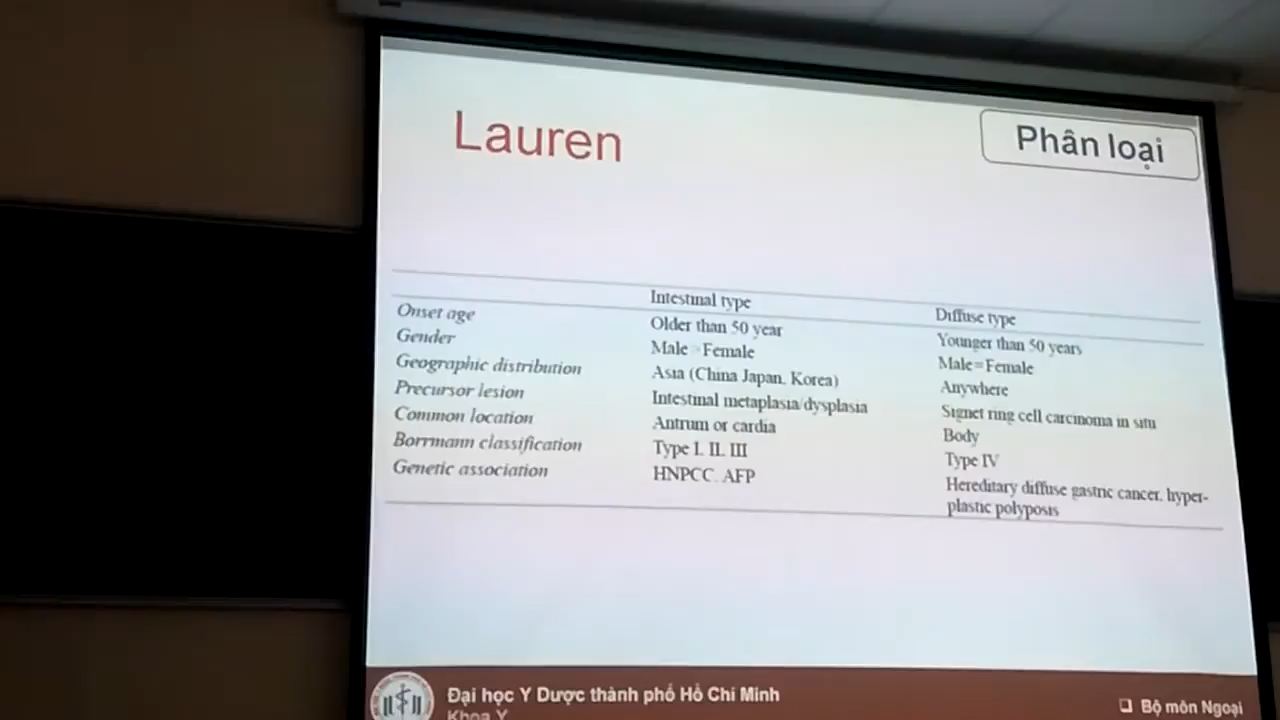 Lauren
Phân loại
Intestinal type Diffuse type
Onset age Older than 50 year Younger than 50 years
Gender Male > Female Male=Female
Geographic distribution Asia (China Japan, Korea) Anywhere
Precursor lesion Intestinal metaplasia/dysplasia Signet ring cell carcinoma in situ
Common location Antrum or cardia Body
Borrmann classification Type I, II, III Type IV
Genetic association HNPCC, AFP Hereditary diffuse gastric cancer, hyper-
plastic polyposis
Đại học Y Dược thành phố Hồ Chí Minh
Khoa Y
❑ Bộ môn Ngoại